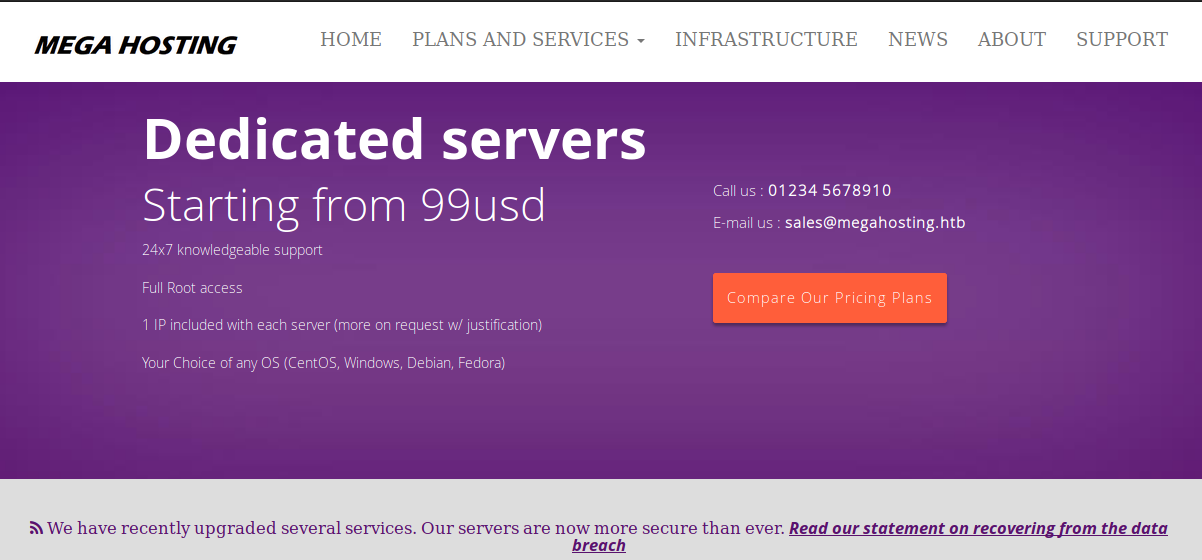 MEGA HOSTING
HOME PLANS AND SERVICES INFRASTRUCTURE NEWS ABOUT SUPPORT
Dedicated servers
Starting from 99usd
24x7 knowledgeable support
Full Root access
1 IP included with each server (more on request w/ justification)
Your Choice of any OS (CentOS, Windows, Debian, Fedora)
Call us : 01234 5678910
E-mail us : sales@megahosting.htb
Compare Our Pricing Plans
We have recently upgraded several services. Our servers are now more secure than ever. Read our statement on recovering from the data
breach